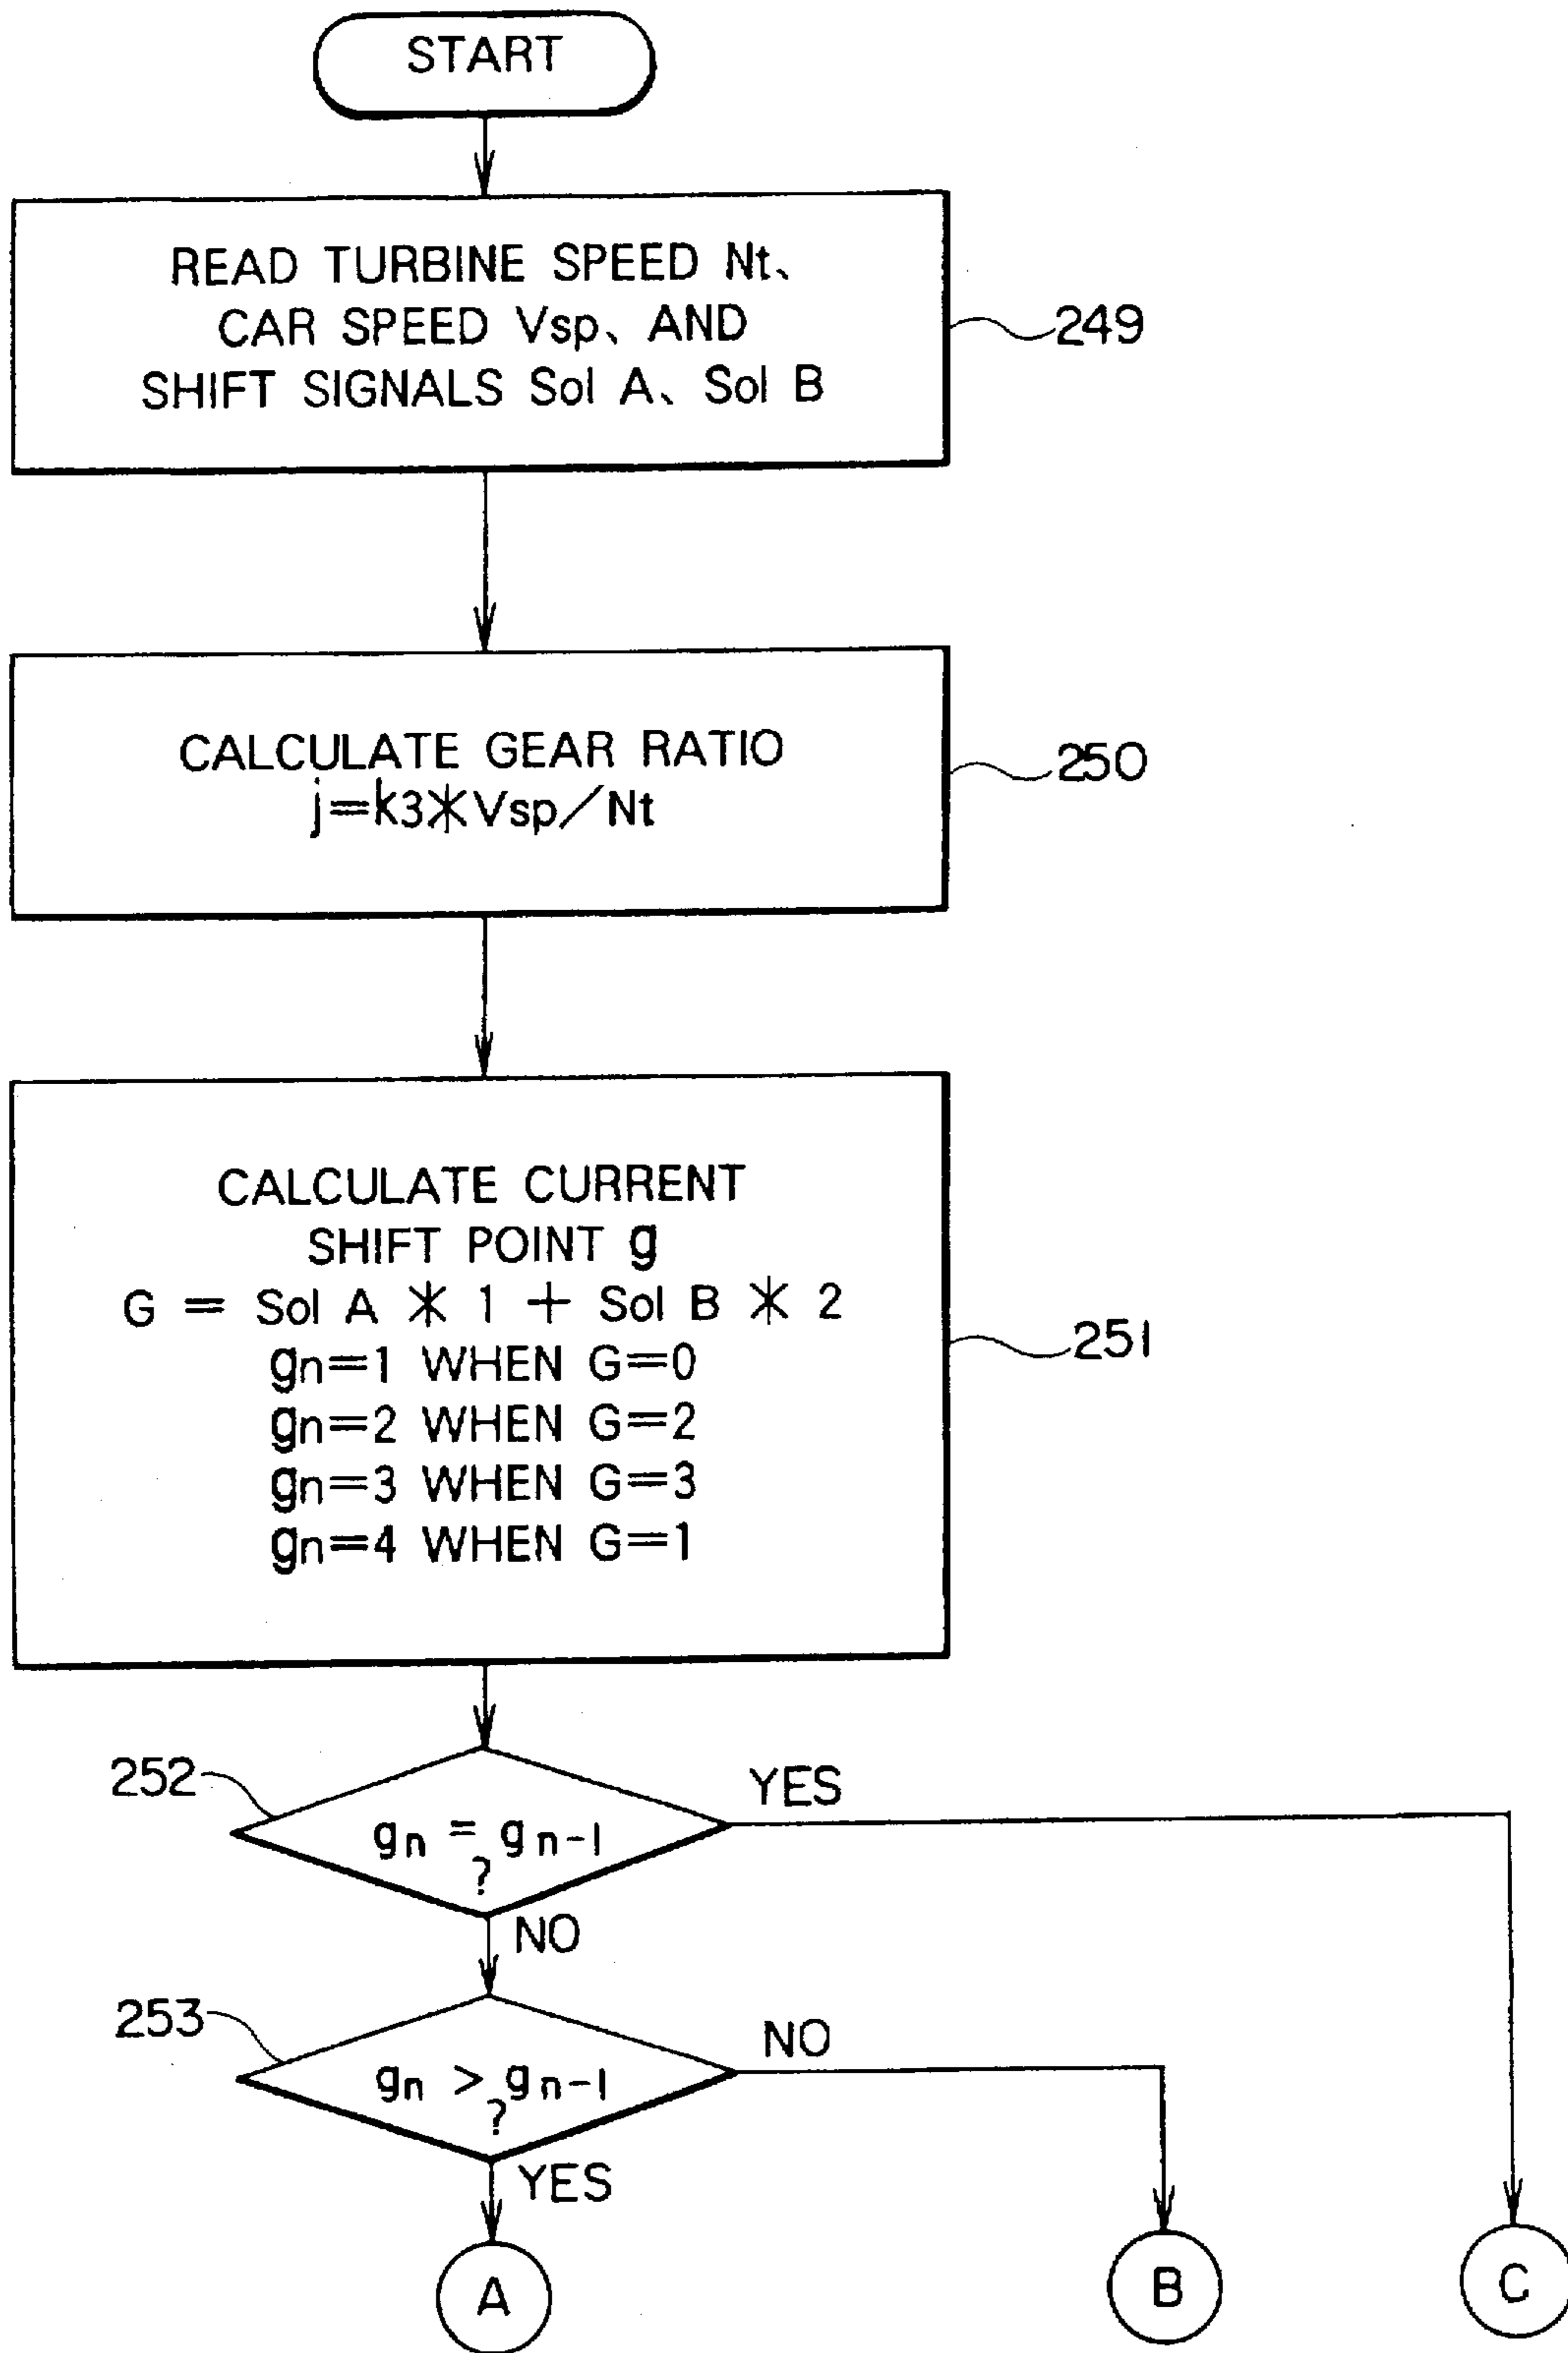 START
READ TURBINE SPEED Nt、
CAR SPEED Vsp、AND
SHIFT SIGNALS Sol A、Sol B
249
CALCULATE GEAR RATIO
j=k3*Vsp/Nt
250
CALCULATE CURRENT
SHIFT POINT g
G = Sol A * 1 + Sol B * 2
gn=1 WHEN G=0
gn=2 WHEN G=2
gn=3 WHEN G=3
gn=4 WHEN G=1
251
252
gn = gn-1
?
YES
NO
253
gn > gn-1
?
NO
YES
A
B
C